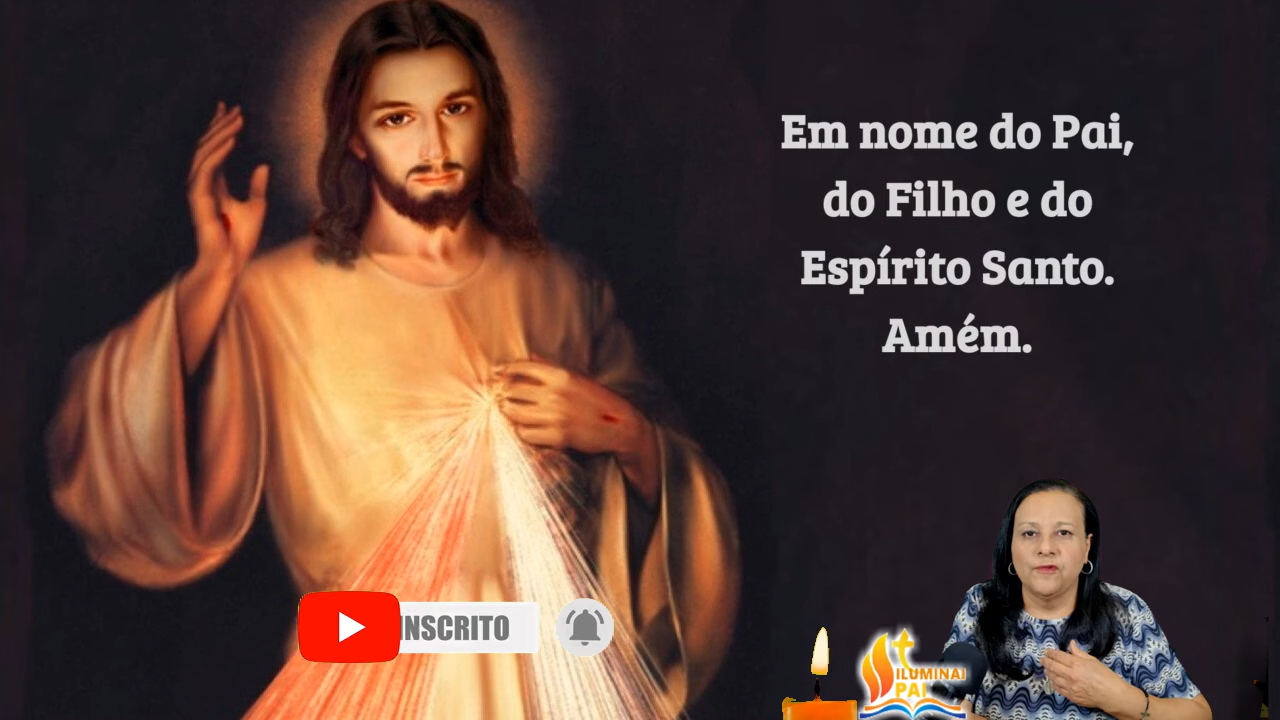 Em nome do Pai,
do Filho e do
Espírito Santo.
Amém.
INSCRITO
ILUMINAI
PAI